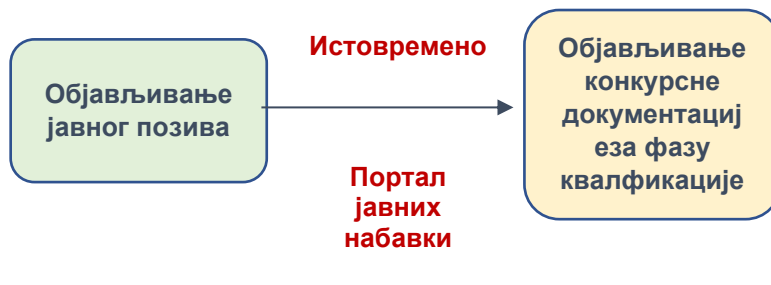 Објављивање
јавног позива
Истовремено
Портал
јавних
набавки
Објављивање
конкурсне
документациј
еза фазу
квалфикације